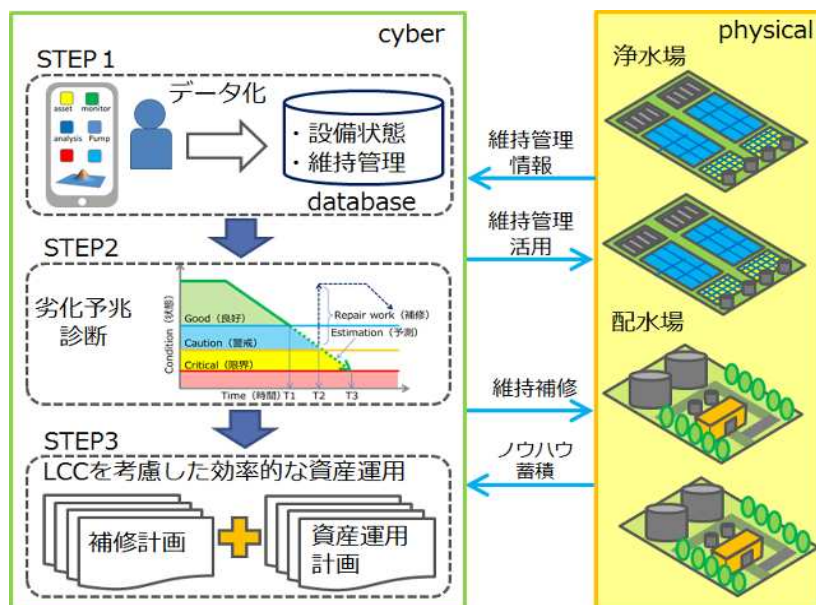 cyber
STEP１
asset monitor
analysis Pump
データ化
・設備状態
・維持管理
database
STEP2
劣化予兆
診断
Condition（状態）
Good（良好）
Caution（警戒）
Critical（限界）
Repair work（補修）
Estimation（予測）
Time（時間） T1 T2 T3
STEP3
LCCを考慮した効率的な資産運用
補修計画
資産運用
計画
維持管理
情報
維持管理
活用
維持補修
ノウハウ
蓄積
physical
浄水場
配水場